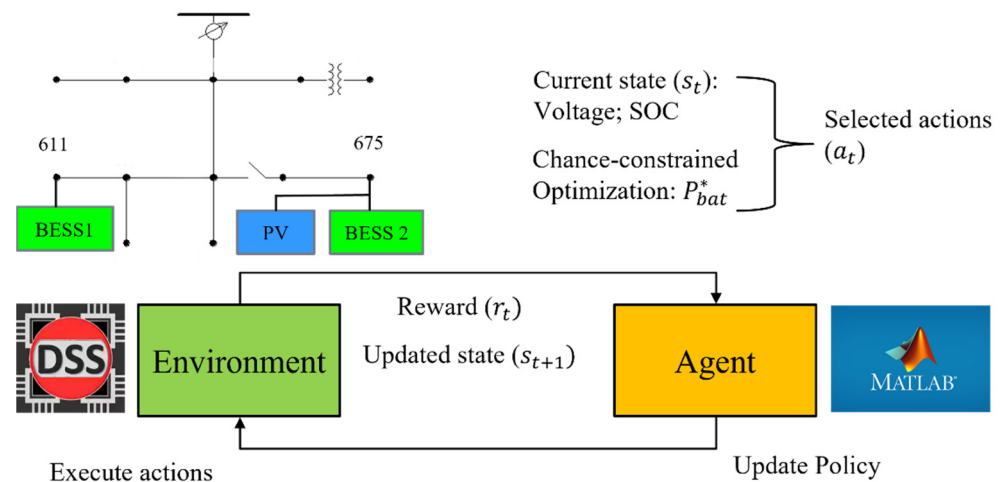 611
675
BESS1
PV
BESS 2
Current state (s_t):
Voltage; SOC
Chance-constrained
Optimization: P*_bat
Selected actions
(a_t)
DSS
Environment
Reward (r_t)
Updated state (s_{t+1})
Agent
MATLAB®
Execute actions
Update Policy